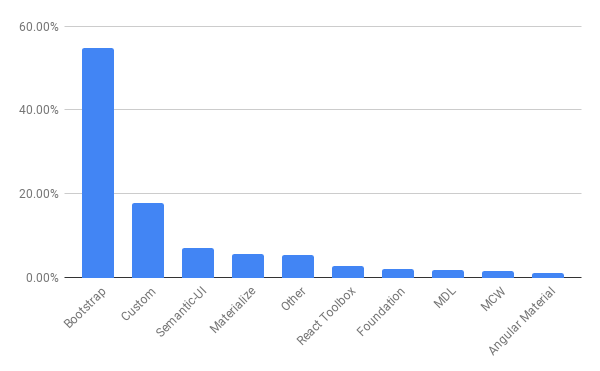 60.00%
40.00%
20.00%
0.00%
Bootstrap
Custom
Semantic-UI
Materialize
Other
React Toolbox
Foundation
MDL
MCW
Angular Material